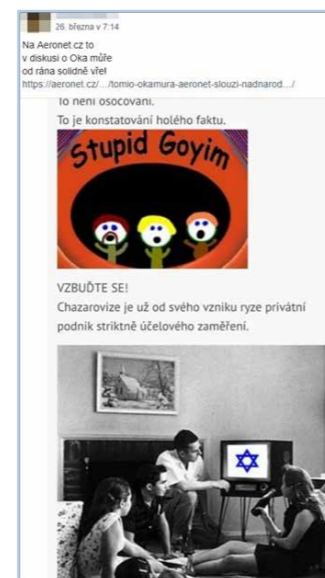 26. března v 7:14
Na Aeronet.cz to
v diskusi o Oka můře
od rána solidně vře!
https://aeronet.cz/.../tomio-okamura-aeronet-slouzi-nadnarod.../
To není osočování.
To je konstatování holého faktu.
Stupid Goyim
VZBUĎTE SE!
Chazarovize je už od svého vzniku ryze privátní
podnik striktně účelového zaměření.